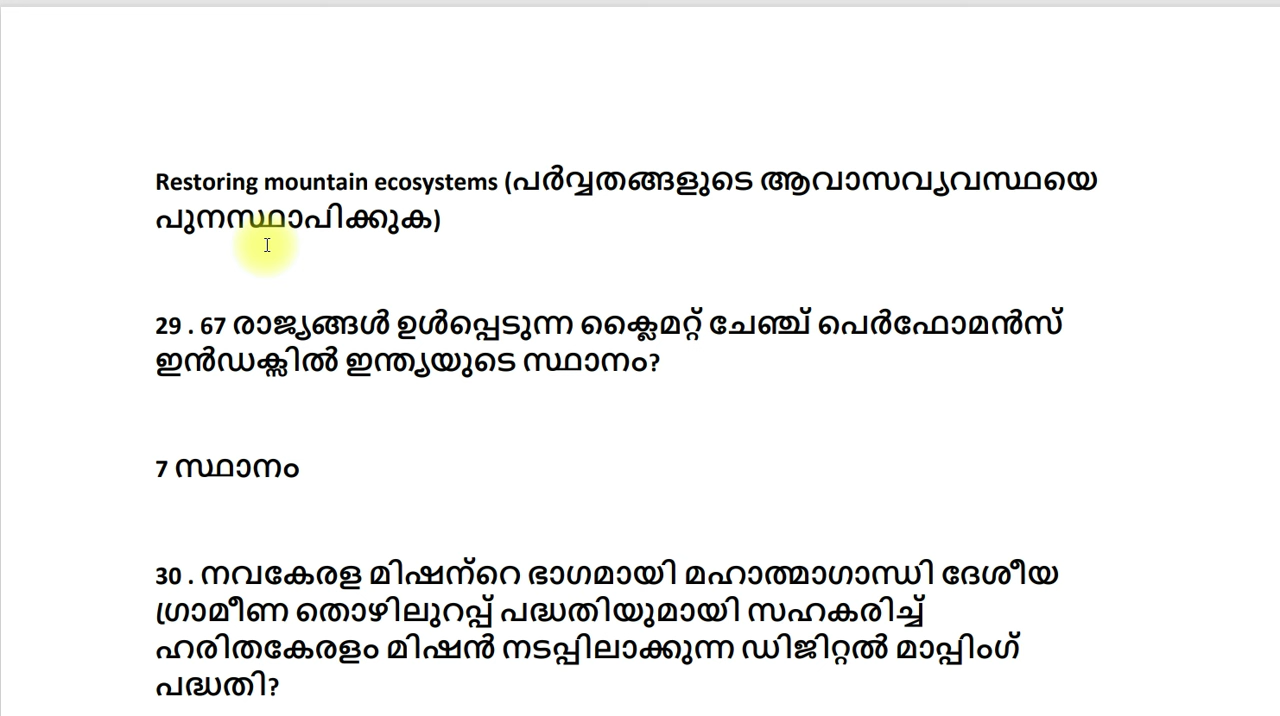 Restoring mountain ecosystems (പർവ്വതങ്ങളുടെ ആവാസവ്യവസ്ഥയെ
പുനസ്ഥാപിക്കുക)
29 . 67 രാജ്യങ്ങൾ ഉൾപ്പെടുന്ന ക്ലൈമറ്റ് ചേഞ്ച് പെർഫോമൻസ്
ഇൻഡക്സിൽ ഇന്ത്യയുടെ സ്ഥാനം?
7 സ്ഥാനം
30 . നവകേരള മിഷന്റെ ഭാഗമായി മഹാത്മാഗാന്ധി ദേശീയ
ഗ്രാമീണ തൊഴിലുറപ്പ് പദ്ധതിയുമായി സഹകരിച്ച്
ഹരിതകേരളം മിഷൻ നടപ്പിലാക്കുന്ന ഡിജിറ്റൽ മാപ്പിംഗ്
പദ്ധതി?